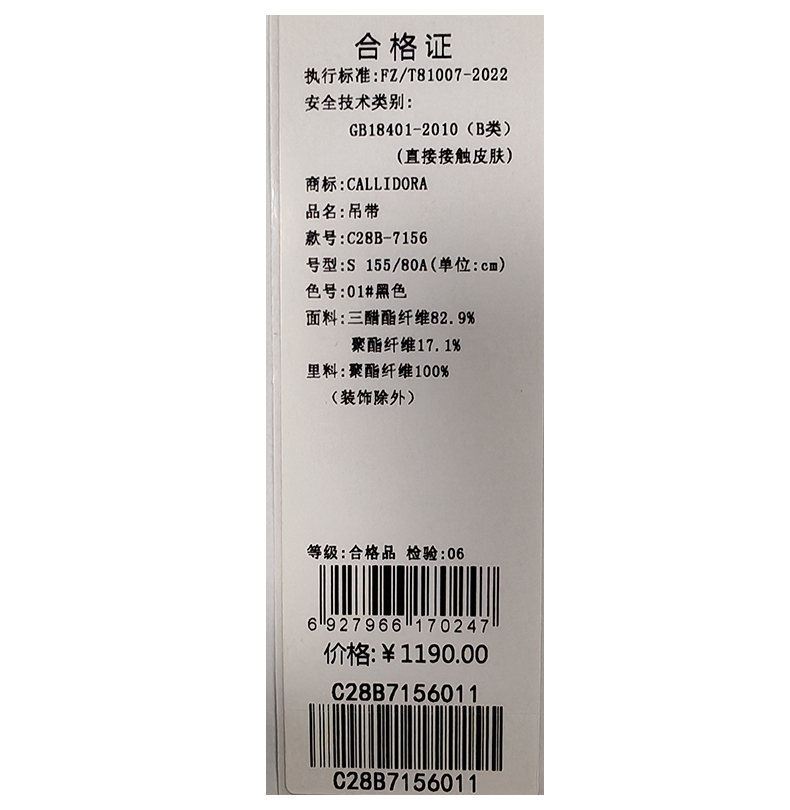 合格证
执行标准:FZ/T81007-2022
安全技术类别:
GB18401-2010（B类）
(直接接触皮肤)
商标:CALLIDORA
品名:吊带
款号:C28B-7156
号型:S 155/80A(单位:cm)
色号:01#黑色
面料:三醋酯纤维82.9%
聚酯纤维17.1%
里料:聚酯纤维100%
（装饰除外）
等级:合格品 检验:06
6 927966 170247
价格:￥1190.00
C28B7156011
C28B7156011